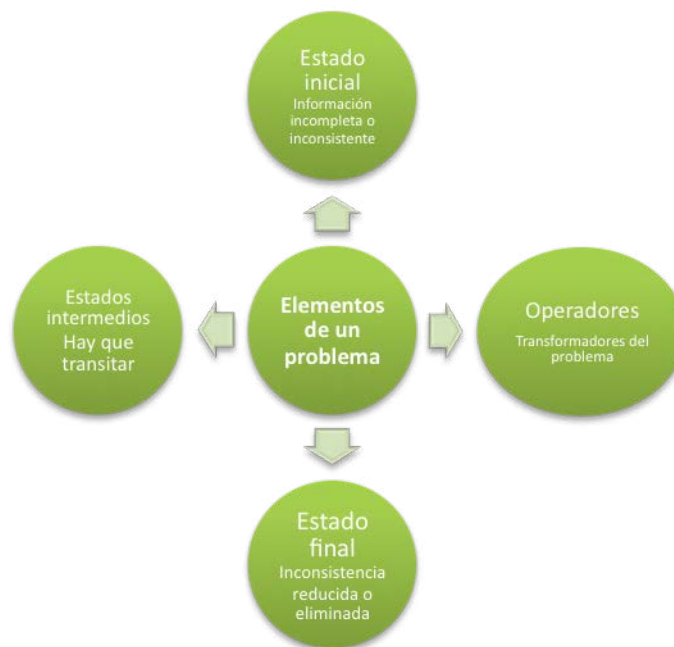 Estado
inicial
Información
incompleta o
inconsistente
Estados
intermedios
Hay que
transitar
Elementos
de un
problema
Operadores
Transformadores del
problema
Estado
final
Inconsistencia
reducida o
eliminada